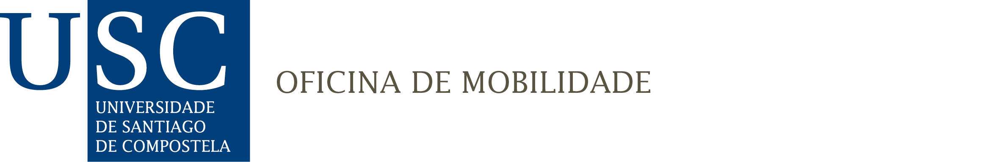 USC
UNIVERSIDADE
DE SANTIAGO
DE COMPOSTELA
OFICINA DE MOBILIDADE